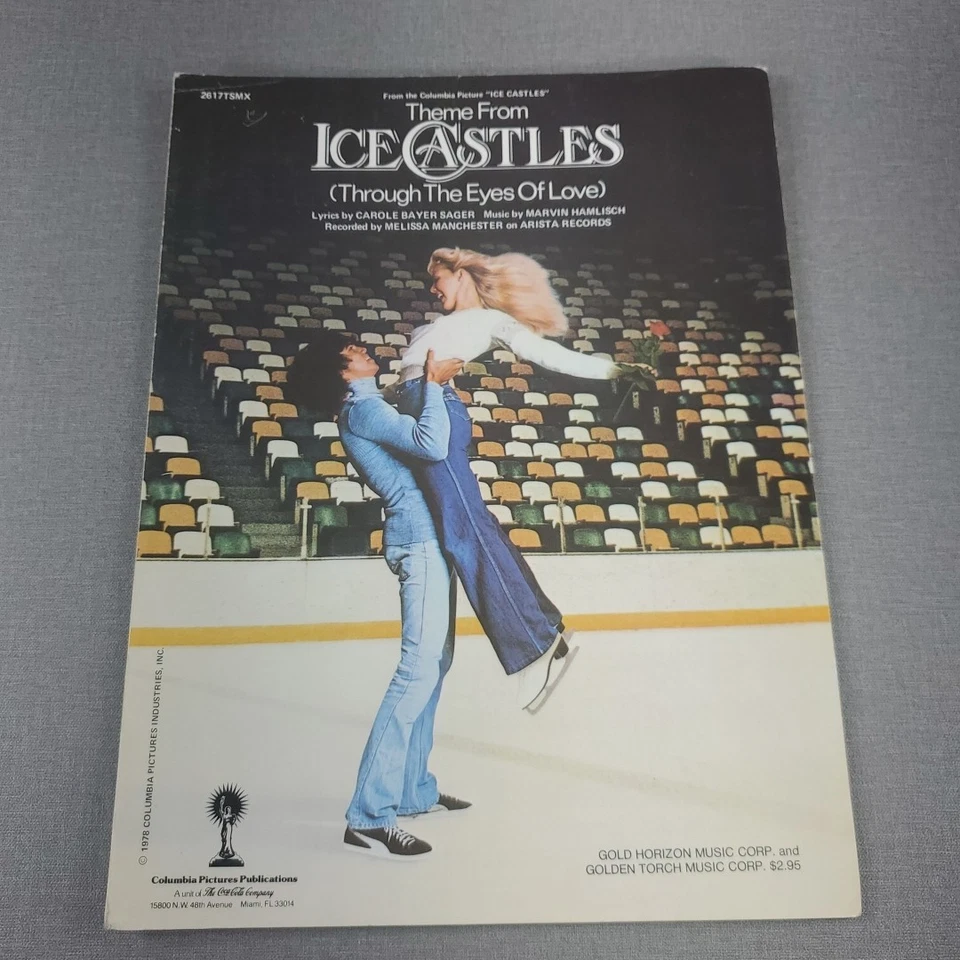 2617TSMX
From the Columbia Picture "ICE CASTLES"
Theme From
ICE CASTLES
(Through The Eyes Of Love)
Lyrics by CAROLE BAYER SAGER Music by MARVIN HAMLISCH
Recorded by MELISSA MANCHESTER on ARISTA RECORDS
© 1978 COLUMBIA PICTURES INDUSTRIES, INC.
Columbia Pictures Publications
A unit of The Coca-Cola Company
15800 N.W. 48th Avenue Miami, FL 33014
GOLD HORIZON MUSIC CORP. and
GOLDEN TORCH MUSIC CORP. $2.95